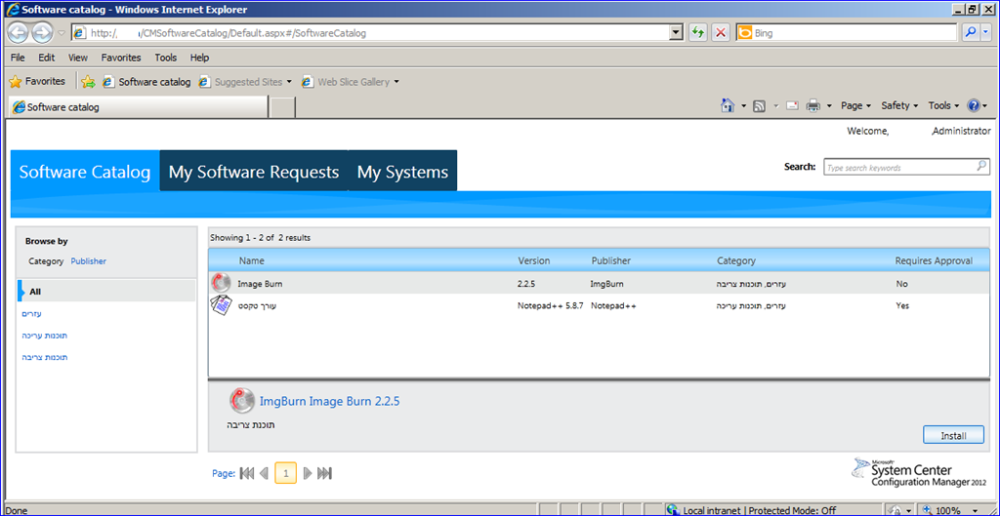 Software catalog - Windows Internet Explorer
http:/ /CMSoftwareCatalog/Default.aspx#/SoftwareCatalog
Bing
File Edit View Favorites Tools Help
Favorites Software catalog Suggested Sites Web Slice Gallery
Software catalog
Page Safety Tools
Welcome, ,Administrator
Software Catalog My Software Requests My Systems
Search: Type search keywords
Browse by
Category Publisher
All
עזרים
תוכנות עריכה
תוכנות צריבה
Showing 1 - 2 of 2 results
Name Version Publisher Category Requires Approval
Image Burn 2.2.5 ImgBurn עזרים, תוכנות צריבה No
עורך טקסט Notepad++ 5.8.7 Notepad++ עזרים, תוכנות עריכה Yes
ImgBurn Image Burn 2.2.5
תוכנת צריבה
Install
Page: 1
Microsoft
System Center
Configuration Manager 2012
Done Local intranet | Protected Mode: Off 100%